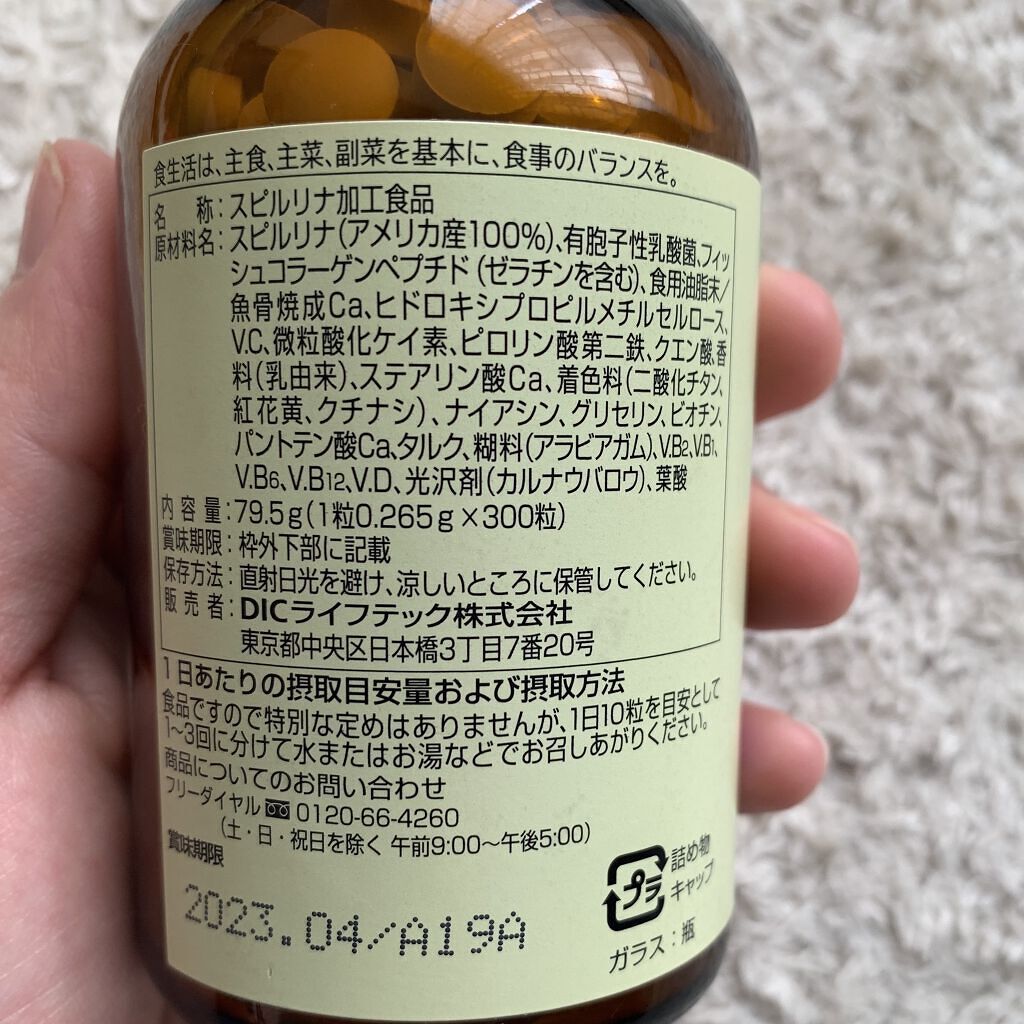 食生活は、主食、主菜、副菜を基本に、食事のバランスを。
名称：スピルリナ加工食品
原材料名：スピルリナ（アメリカ産100%）、有胞子性乳酸菌、フィッ
シュコラーゲンペプチド（ゼラチンを含む）、食用油脂末／
魚骨焼成Ca、ヒドロキシプロピルメチルセルロース、
V.C、微粒酸化ケイ素、ピロリン酸第二鉄、クエン酸、香
料（乳由来）、ステアリン酸Ca、着色料（二酸化チタン、
紅花黄、クチナシ）、ナイアシン、グリセリン、ビオチン、
パントテン酸Ca、タルク、糊料（アラビアガム）、V.B2、V.B1、
V.B6、V.B12、V.D、光沢剤（カルナウバロウ）、葉酸
内容量：79.5g（1粒0.265g×300粒）
賞味期限：枠外下部に記載
保存方法：直射日光を避け、涼しいところに保管してください。
販売者：DICライフテック株式会社
東京都中央区日本橋3丁目7番20号
1日あたりの摂取目安量および摂取方法
食品ですので特別な定めはありませんが、1日10粒を目安として
1〜3回に分けて水またはお湯などでお召しあがりください。
商品についてのお問い合わせ
フリーダイヤル 0120-66-4260
（土・日・祝日を除く 午前9:00〜午後5:00）
賞味期限
2023.04/A19A
プラ
詰め物
キャップ
ガラス：瓶